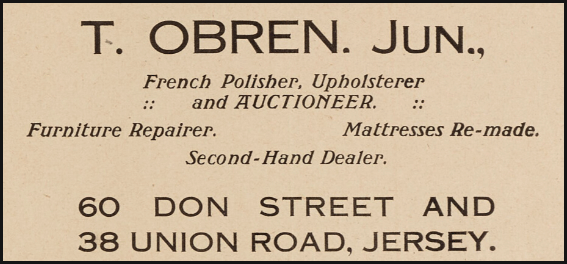 T. OBREN. JUN.,
French Polisher, Upholsterer
:: and AUCTIONEER. ::
Furniture Repairer. Mattresses Re-made.
Second-Hand Dealer.
60 DON STREET AND
38 UNION ROAD, JERSEY.